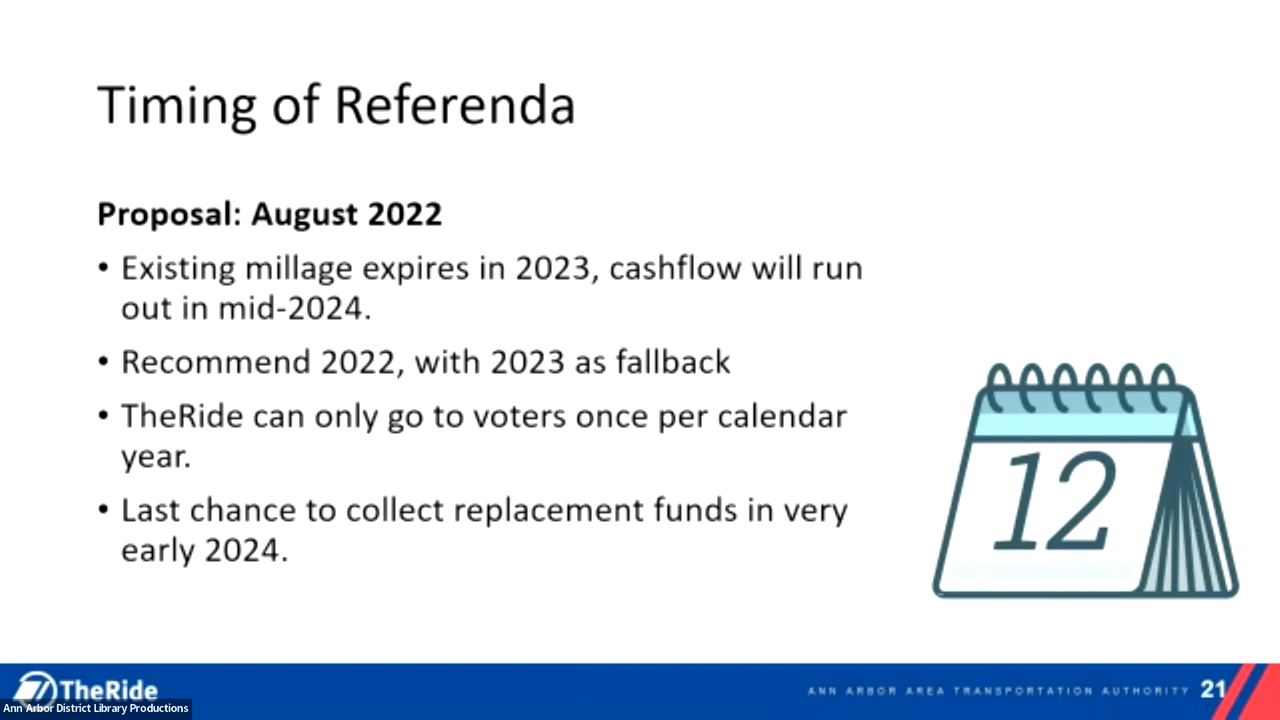 Timing of Referenda
Proposal: August 2022
• Existing millage expires in 2023, cashflow will run
out in mid-2024.
• Recommend 2022, with 2023 as fallback
• TheRide can only go to voters once per calendar
year.
• Last chance to collect replacement funds in very
early 2024.
12
TheRide
ANN ARBOR AREA TRANSPORTATION AUTHORITY 21
Ann Arbor District Library Productions